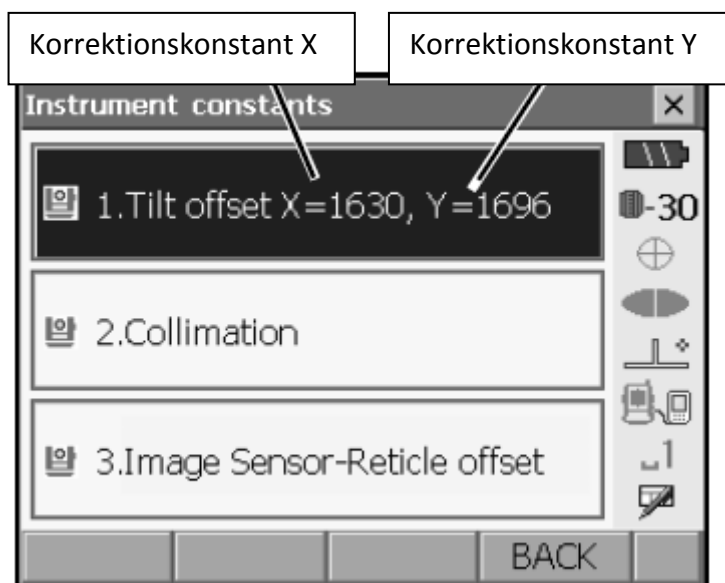 Korrektionskonstant X
Korrektionskonstant Y
Instrument constants
1.Tilt offset X=1630, Y=1696
-30
2.Collimation
3.Image Sensor-Reticle offset
1
BACK